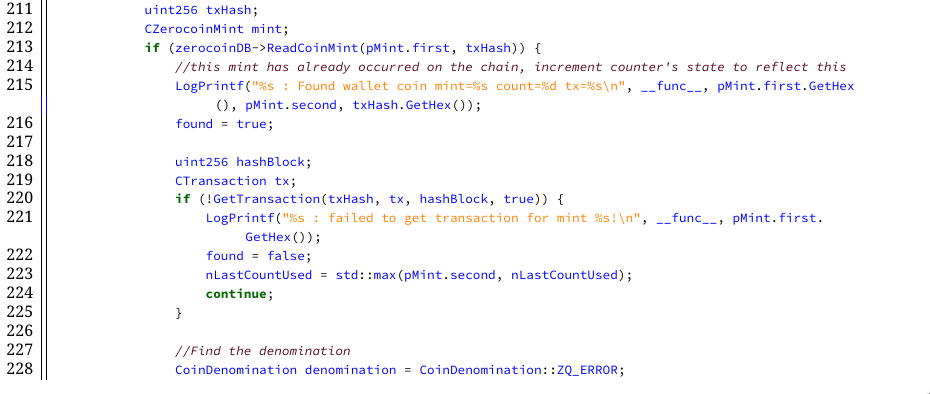 211 uint256 txHash;
212 CZerocoinMint mint;
213 if (zerocoinDB->ReadCoinMint(pMint.first, txHash)) {
214 //this mint has already occurred on the chain, increment counter's state to reflect this
215 LogPrintf("%s : Found wallet coin mint=%s count=%d tx=%s\n", __func__, pMint.first.GetHex
(), pMint.second, txHash.GetHex());
216 found = true;
217
218 uint256 hashBlock;
219 CTransaction tx;
220 if (!GetTransaction(txHash, tx, hashBlock, true)) {
221 LogPrintf("%s : failed to get transaction for mint %s!\n", __func__, pMint.first.
GetHex());
222 found = false;
223 nLastCountUsed = std::max(pMint.second, nLastCountUsed);
224 continue;
225 }
226
227 //Find the denomination
228 CoinDenomination denomination = CoinDenomination::ZQ_ERROR;